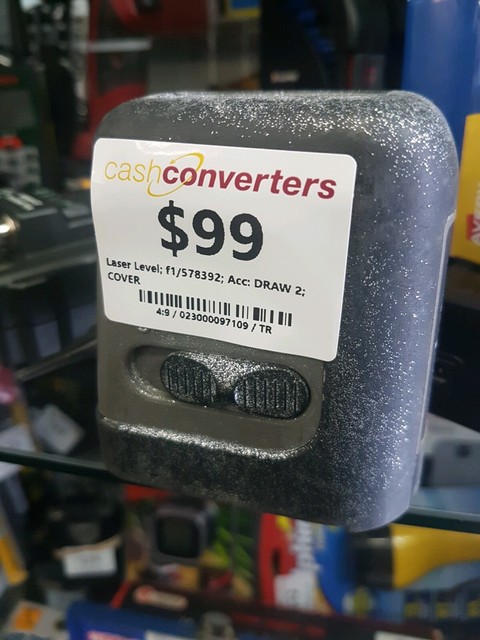 cashconverters
$99
Laser Level; f1/578392; Acc: DRAW 2;
COVER
4:9 / 023000097109 / TR